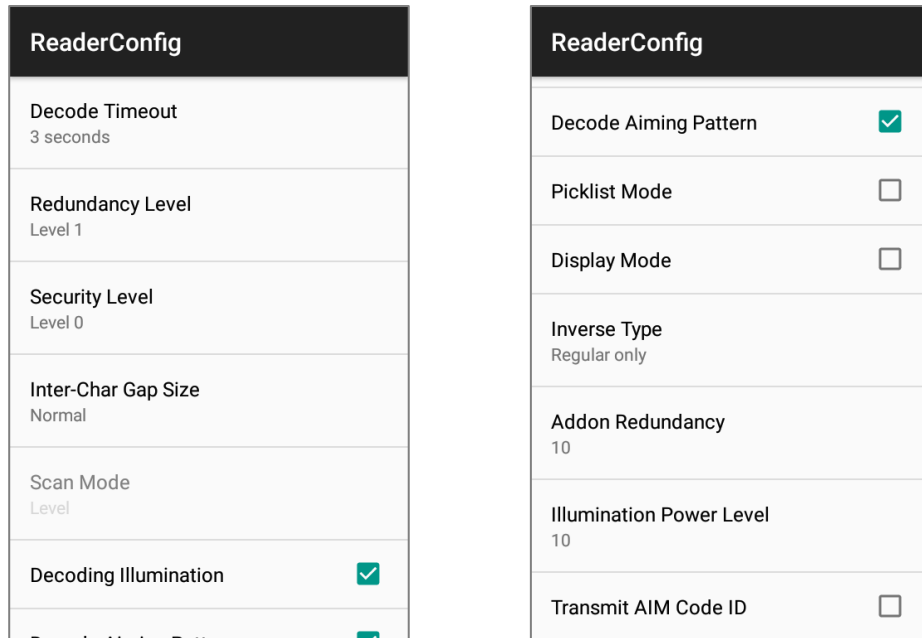 ReaderConfig
Decode Timeout
3 seconds
Redundancy Level
Level 1
Security Level
Level 0
Inter-Char Gap Size
Normal
Scan Mode
Level
Decoding Illumination
ReaderConfig
Decode Aiming Pattern
Picklist Mode
Display Mode
Inverse Type
Regular only
Addon Redundancy
10
Illumination Power Level
10
Transmit AIM Code ID